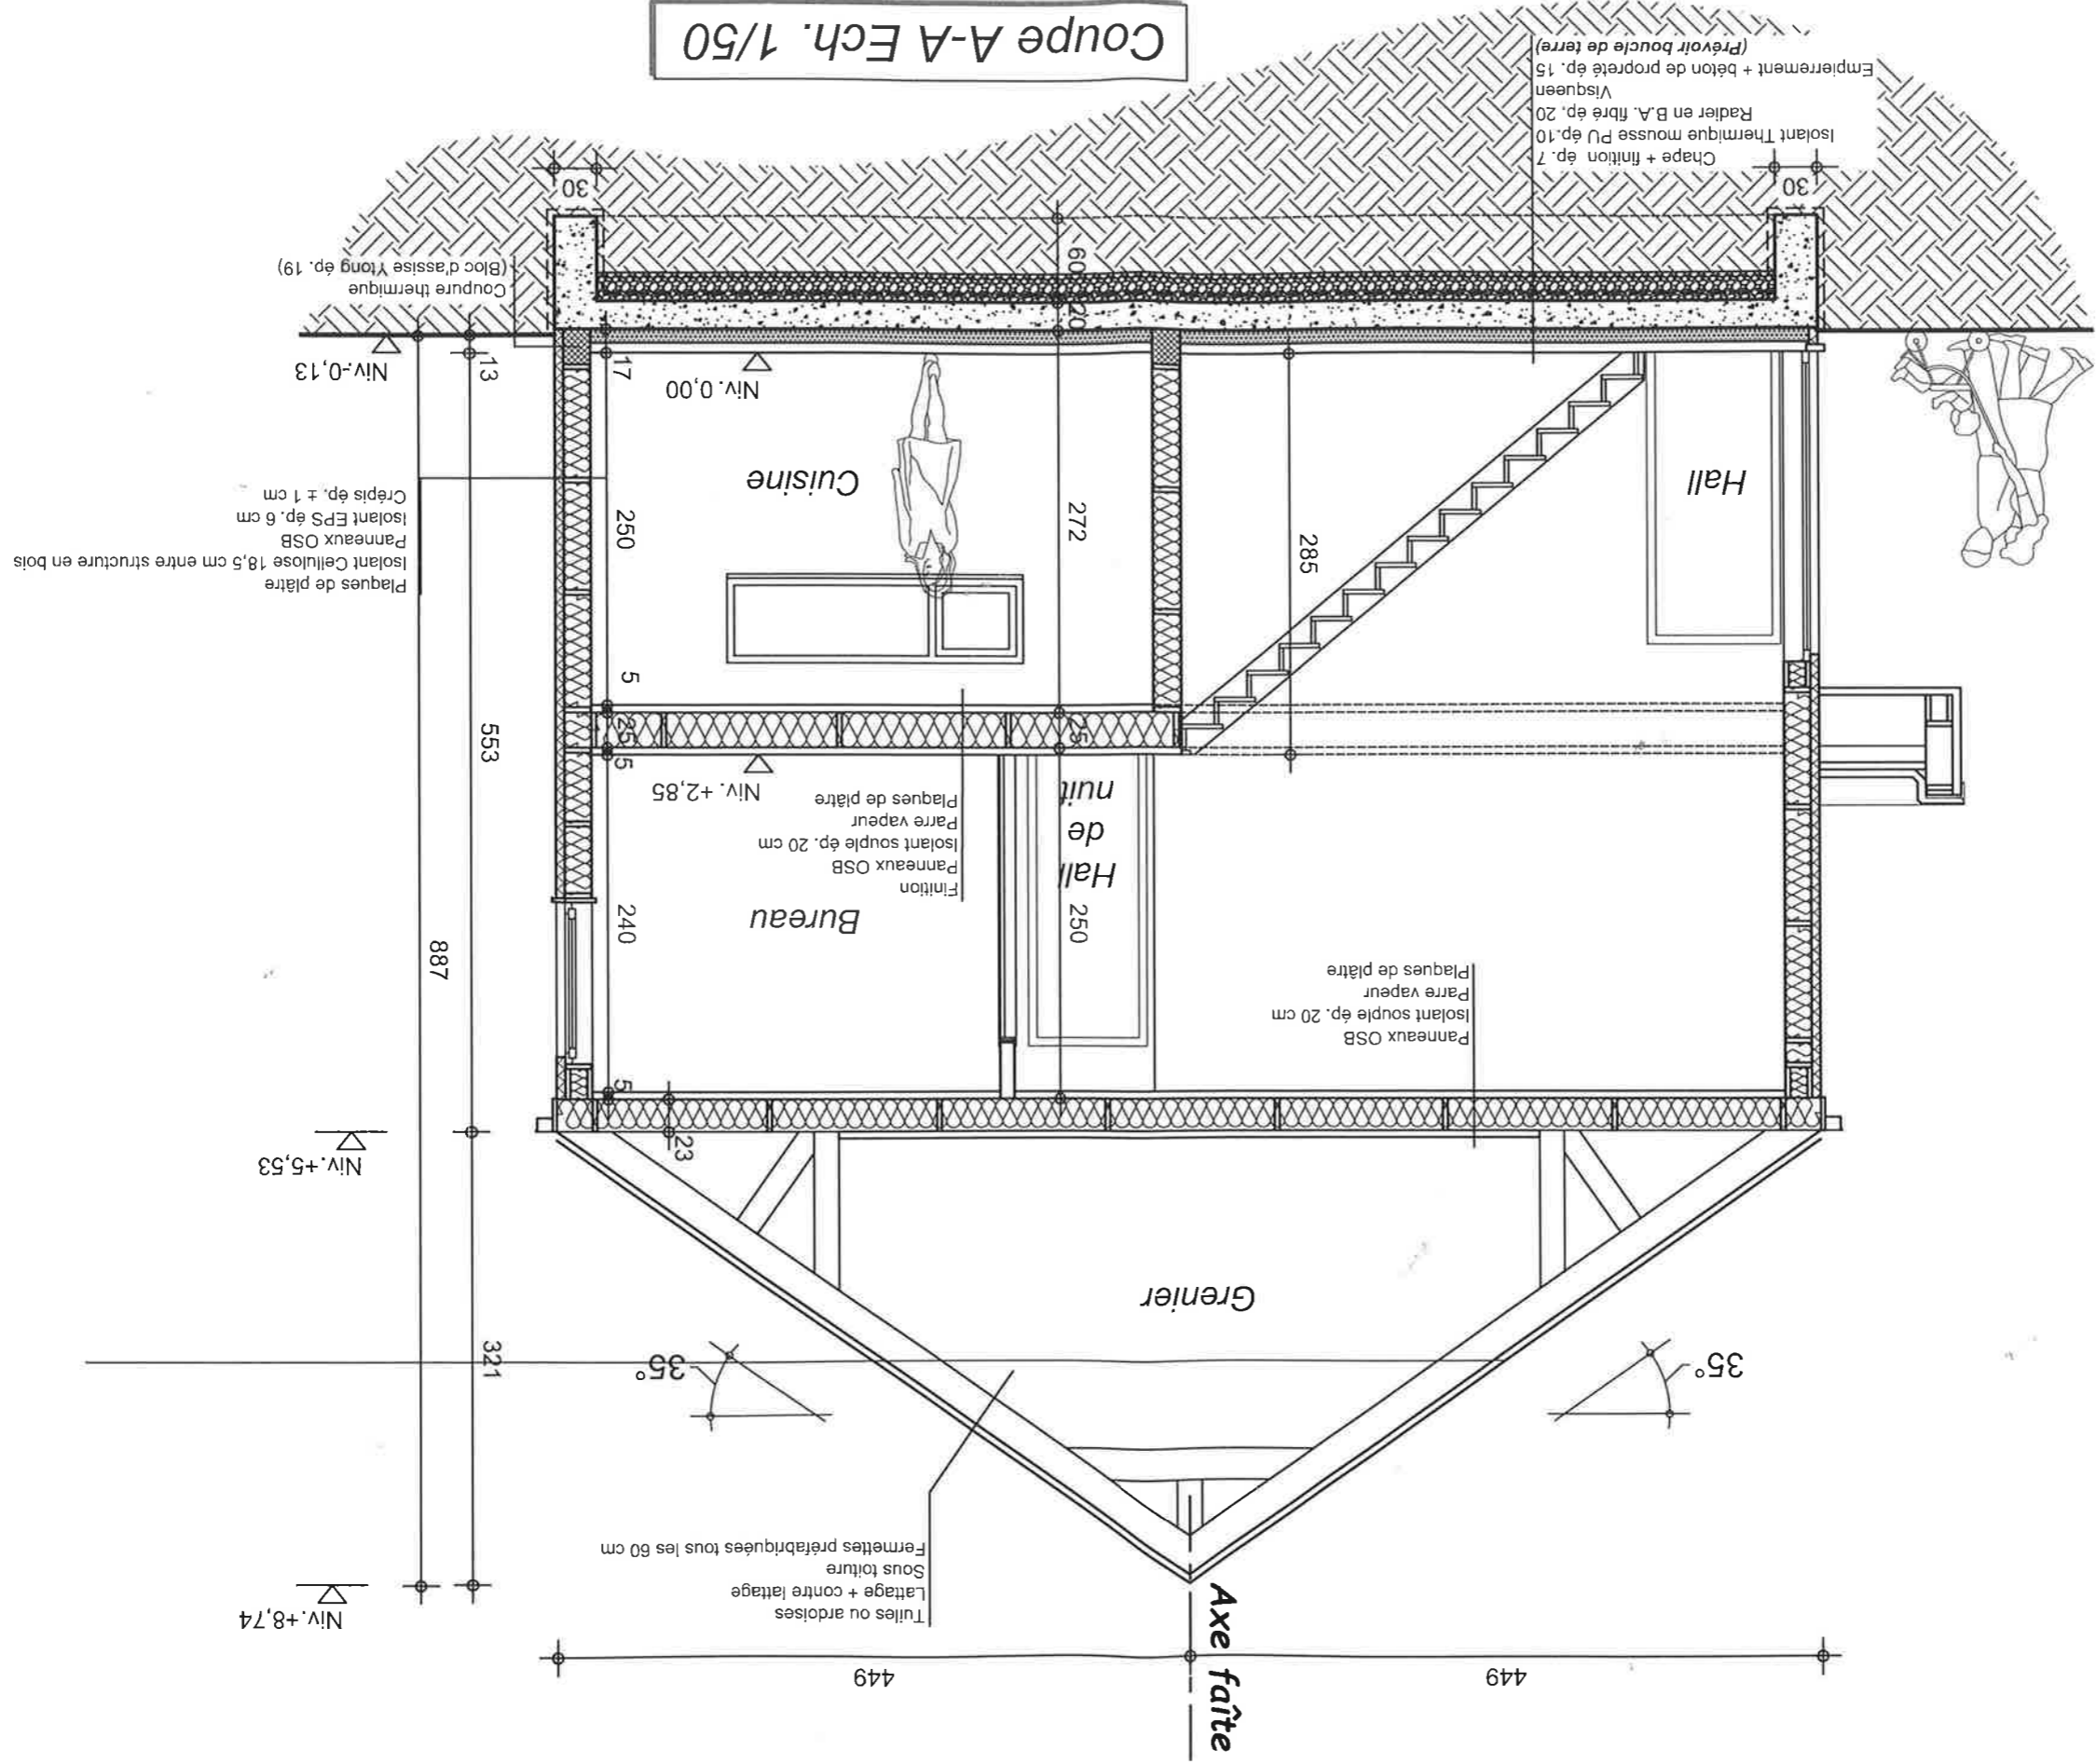 Axe faîte
449
449
Tuiles ou ardoises
Lattage + contre lattage
Sous toiture
Fermettes préfabriquées tous les 60 cm
Niv.+8,74
35°
35°
321
Grenier
Niv.+5,53
23
5
Panneaux OSB
Isolant souple ép. 20 cm
Parre vapeur
Plaques de plâtre
887
240
250
Bureau
Hall
de
nuit
Finition
Panneaux OSB
Isolant souple ép. 20 cm
Parre vapeur
Plaques de plâtre
Niv. +2,85
5
25
25
5
553
285
272
250
Plaques de plâtre
Isolant Cellulose 18,5 cm entre structure en bois
Panneaux OSB
Isolant EPS ép. 6 cm
Crépis ép. ± 1 cm
Hall
Cuisine
Niv. 0,00
17
13
Niv.-0,13
20
60
Coupure thermique
(Bloc d'assise Ytong ép. 19)
30
30
Chape + finition ép. 7
Isolant Thermique mousse PU ép.10
Radier en B.A. fibré ép. 20
Visqueen
Empierrement + béton de propreté ép. 15
(Prévoir boucle de terre)
Coupe A-A Ech. 1/50